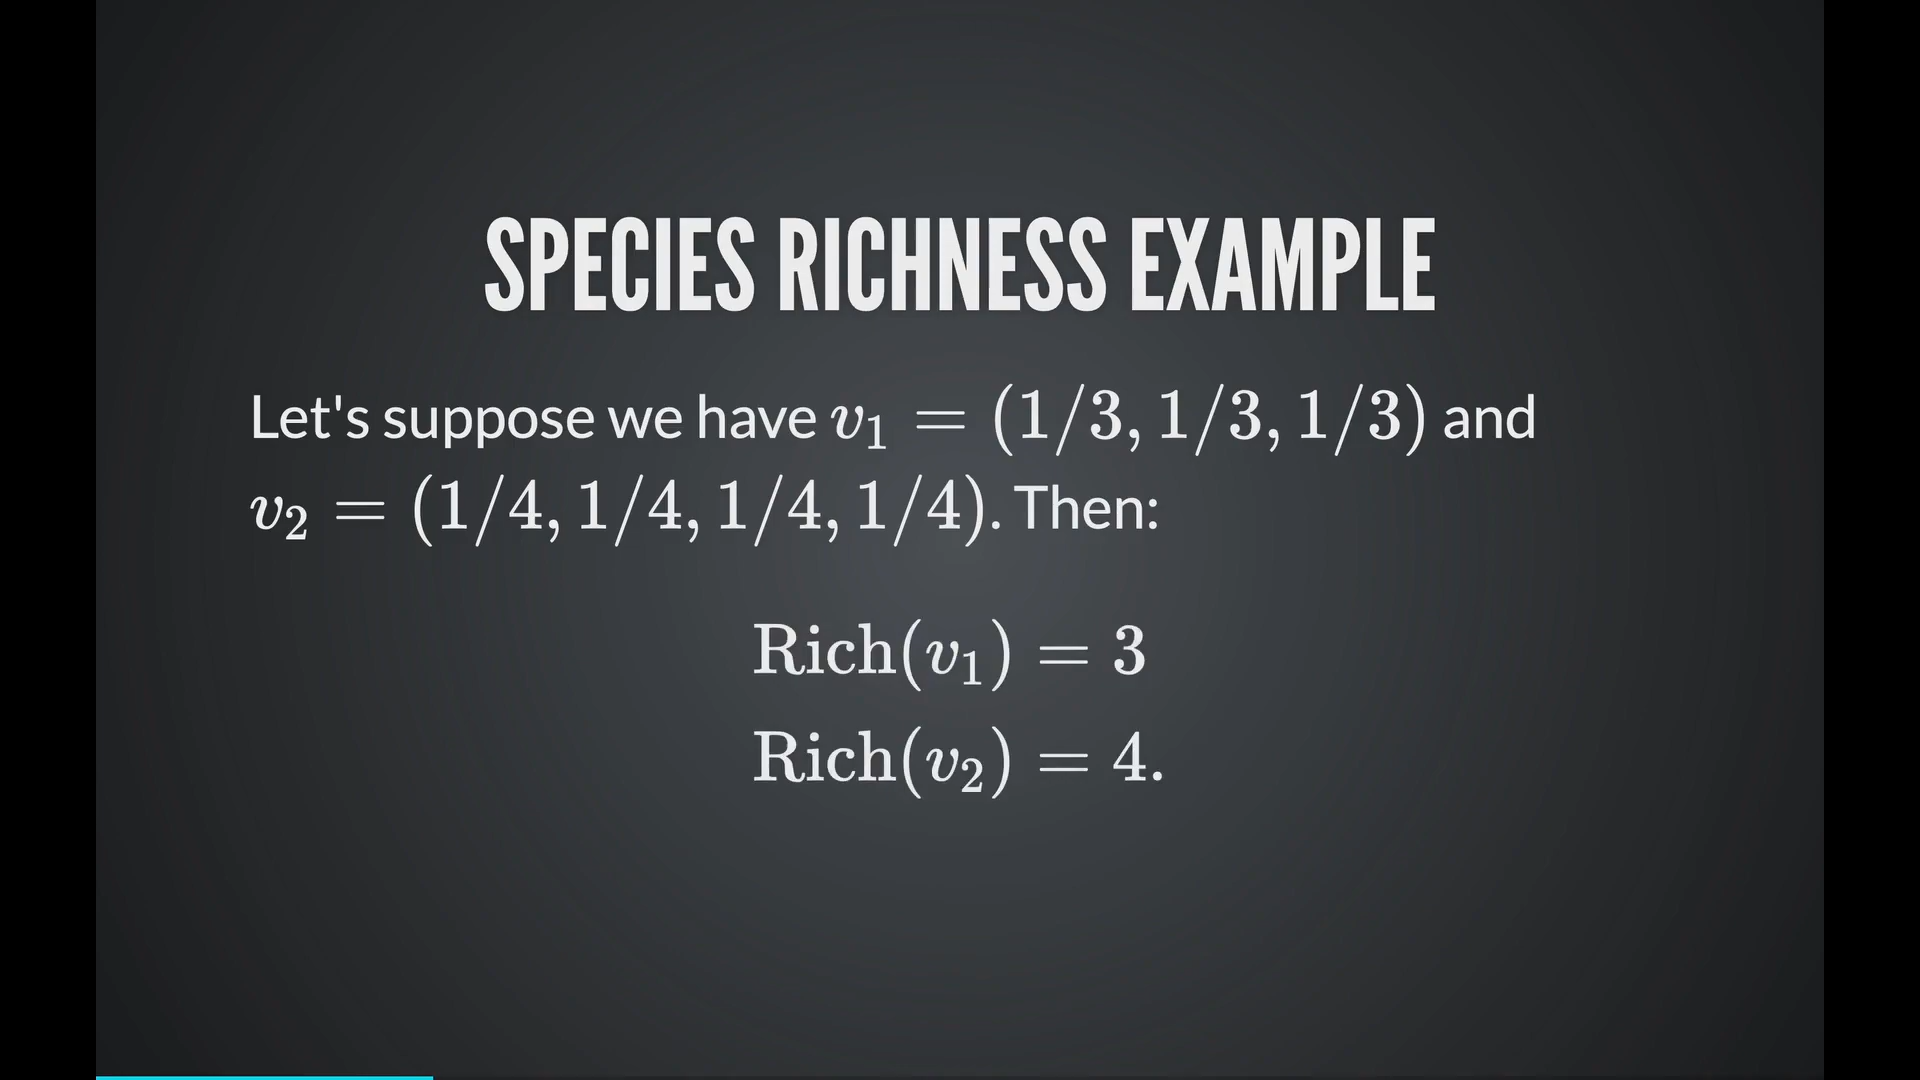 SPECIES RICHNESS EXAMPLE
Let's suppose we have v₁ = (1/3, 1/3, 1/3) and
v₂ = (1/4, 1/4, 1/4, 1/4). Then:
Rich(v₁) = 3
Rich(v₂) = 4.